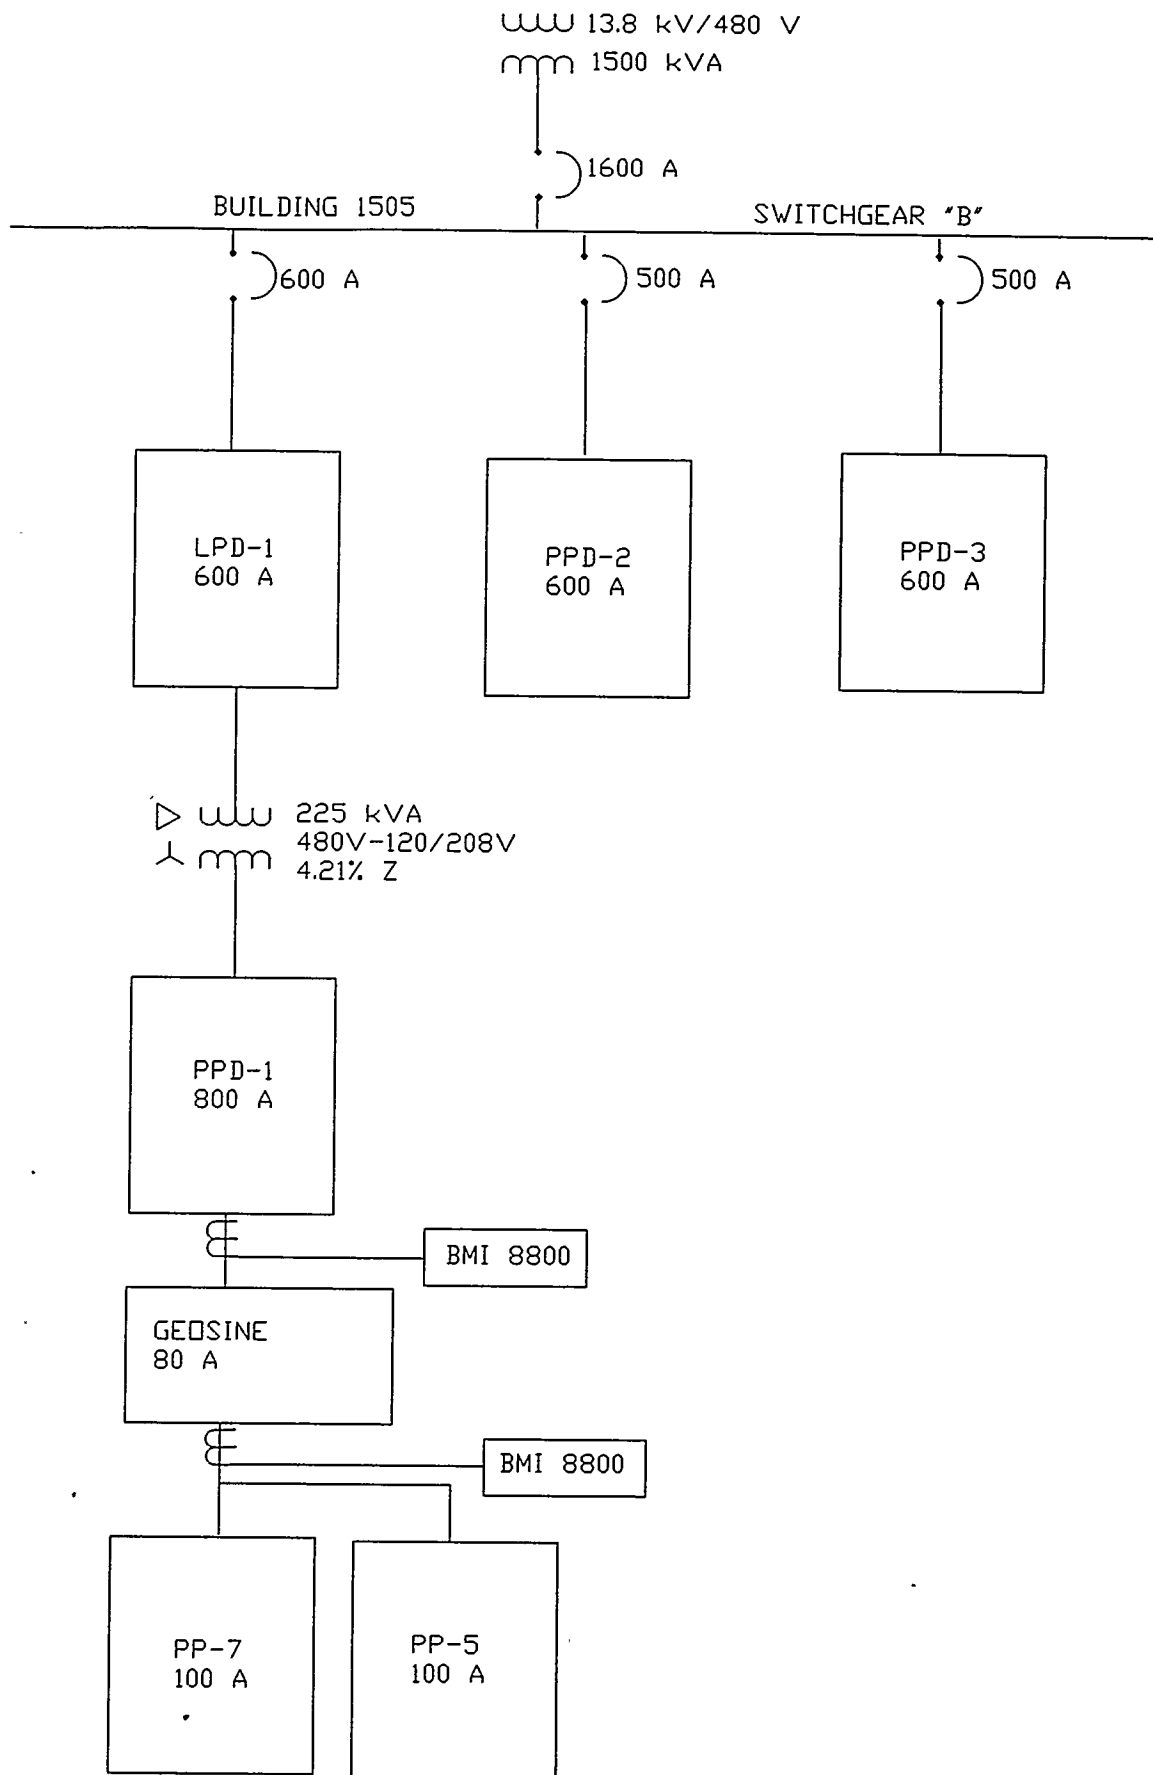 13.8 kV/480 V
1500 kVA
1600 A
BUILDING 1505
SWITCHGEAR "B"
600 A
500 A
500 A
LPD-1
600 A
PPD-2
600 A
PPD-3
600 A
225 kVA
480V-120/208V
4.21% Z
PPD-1
800 A
BMI 8800
GEOSINE
80 A
BMI 8800
PP-7
100 A
PP-5
100 A